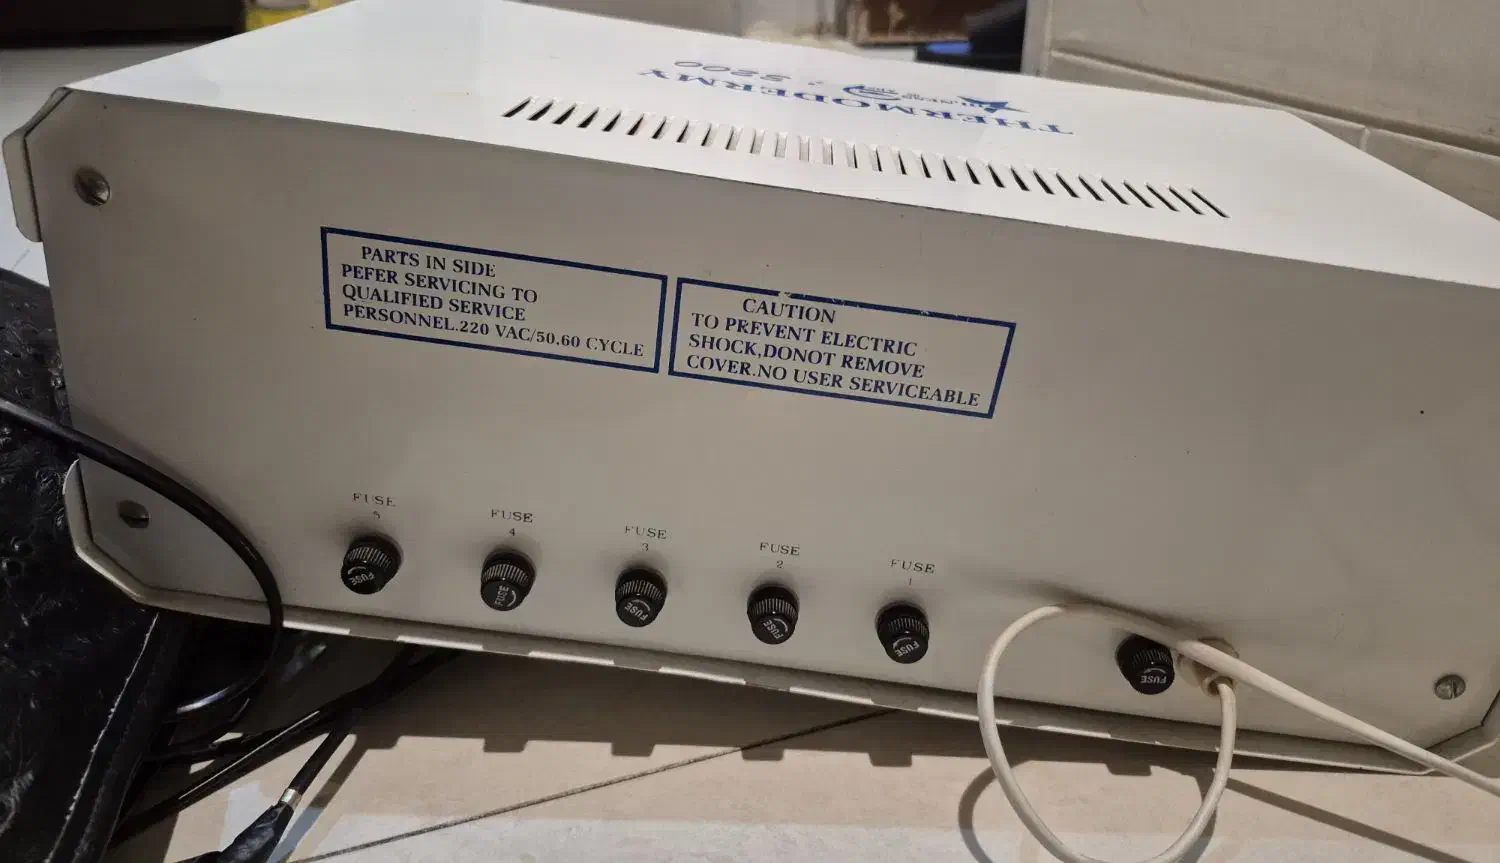 THERMODERMY
PARTS IN SIDE
PEFER SERVICING TO
QUALIFIED SERVICE
PERSONNEL.220 VAC/50.60 CYCLE
CAUTION
TO PREVENT ELECTRIC
SHOCK,DONOT REMOVE
COVER.NO USER SERVICEABLE
FUSE
5
FUSE
4
FUSE
3
FUSE
2
FUSE
1
FUSE
FUSE
FUSE
FUSE
FUSE
FUSE